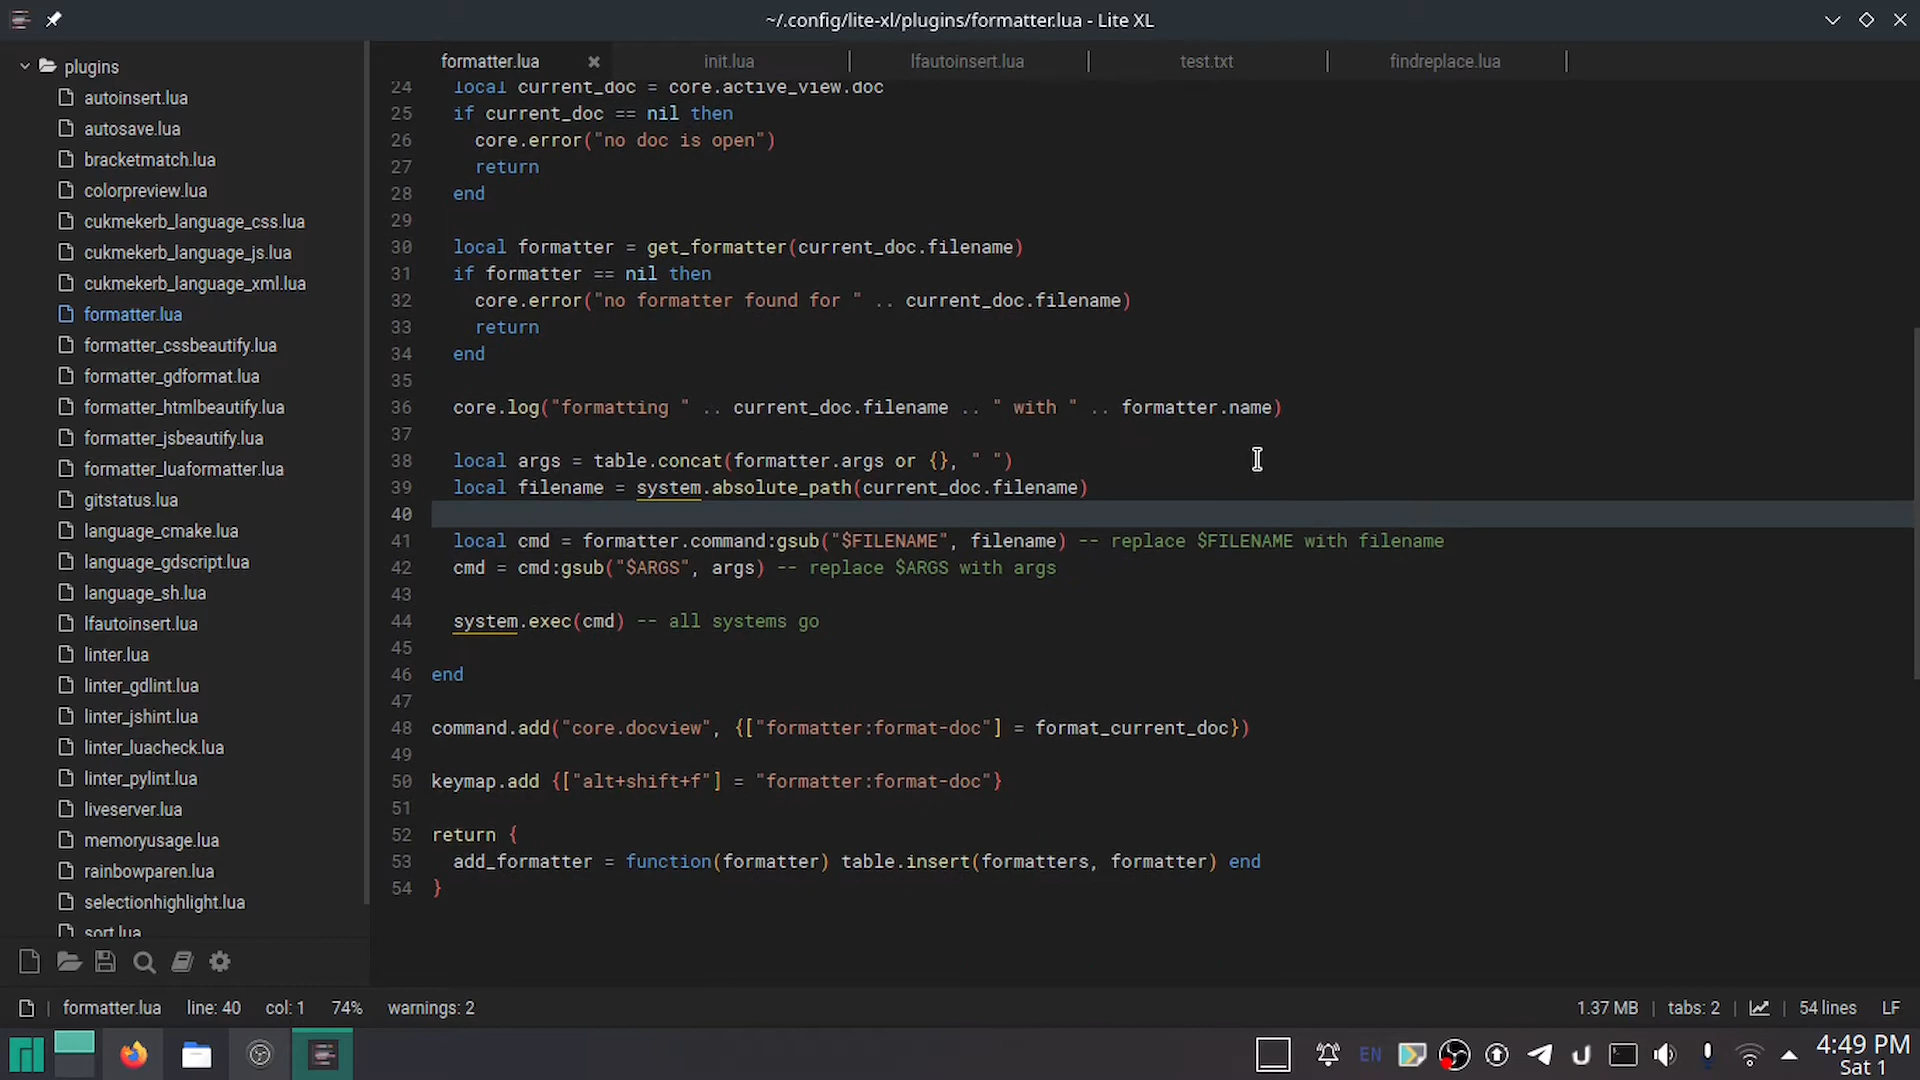 ~/.config/lite-xl/plugins/formatter.lua - Lite XL
plugins
autoinsert.lua
autosave.lua
bracketmatch.lua
colorpreview.lua
cukmekerb_language_css.lua
cukmekerb_language_js.lua
cukmekerb_language_xml.lua
formatter.lua
formatter_cssbeautify.lua
formatter_gdformat.lua
formatter_htmlbeautify.lua
formatter_jsbeautify.lua
formatter_luaformatter.lua
gitstatus.lua
language_cmake.lua
language_gdscript.lua
language_sh.lua
lfautoinsert.lua
linter.lua
linter_gdlint.lua
linter_jshint.lua
linter_luacheck.lua
linter_pylint.lua
liveserver.lua
memoryusage.lua
rainbowparen.lua
selectionhighlight.lua
sort.lua
formatter.lua init.lua lfautoinsert.lua test.txt findreplace.lua
24 local current_doc = core.active_view.doc
25 if current_doc == nil then
26 core.error("no doc is open")
27 return
28 end
29
30 local formatter = get_formatter(current_doc.filename)
31 if formatter == nil then
32 core.error("no formatter found for " .. current_doc.filename)
33 return
34 end
35
36 core.log("formatting " .. current_doc.filename .. " with " .. formatter.name)
37
38 local args = table.concat(formatter.args or {}, " ")
39 local filename = system.absolute_path(current_doc.filename)
40
41 local cmd = formatter.command:gsub("$FILENAME", filename) -- replace $FILENAME with filename
42 cmd = cmd:gsub("$ARGS", args) -- replace $ARGS with args
43
44 system.exec(cmd) -- all systems go
45
46 end
47
48 command.add("core.docview", {["formatter:format-doc"] = format_current_doc})
49
50 keymap.add {["alt+shift+f"] = "formatter:format-doc"}
51
52 return {
53 add_formatter = function(formatter) table.insert(formatters, formatter) end
54 }
formatter.lua line: 40 col: 1 74% warnings: 2 1.37 MB tabs: 2 54 lines LF
EN
4:49 PM
Sat 1